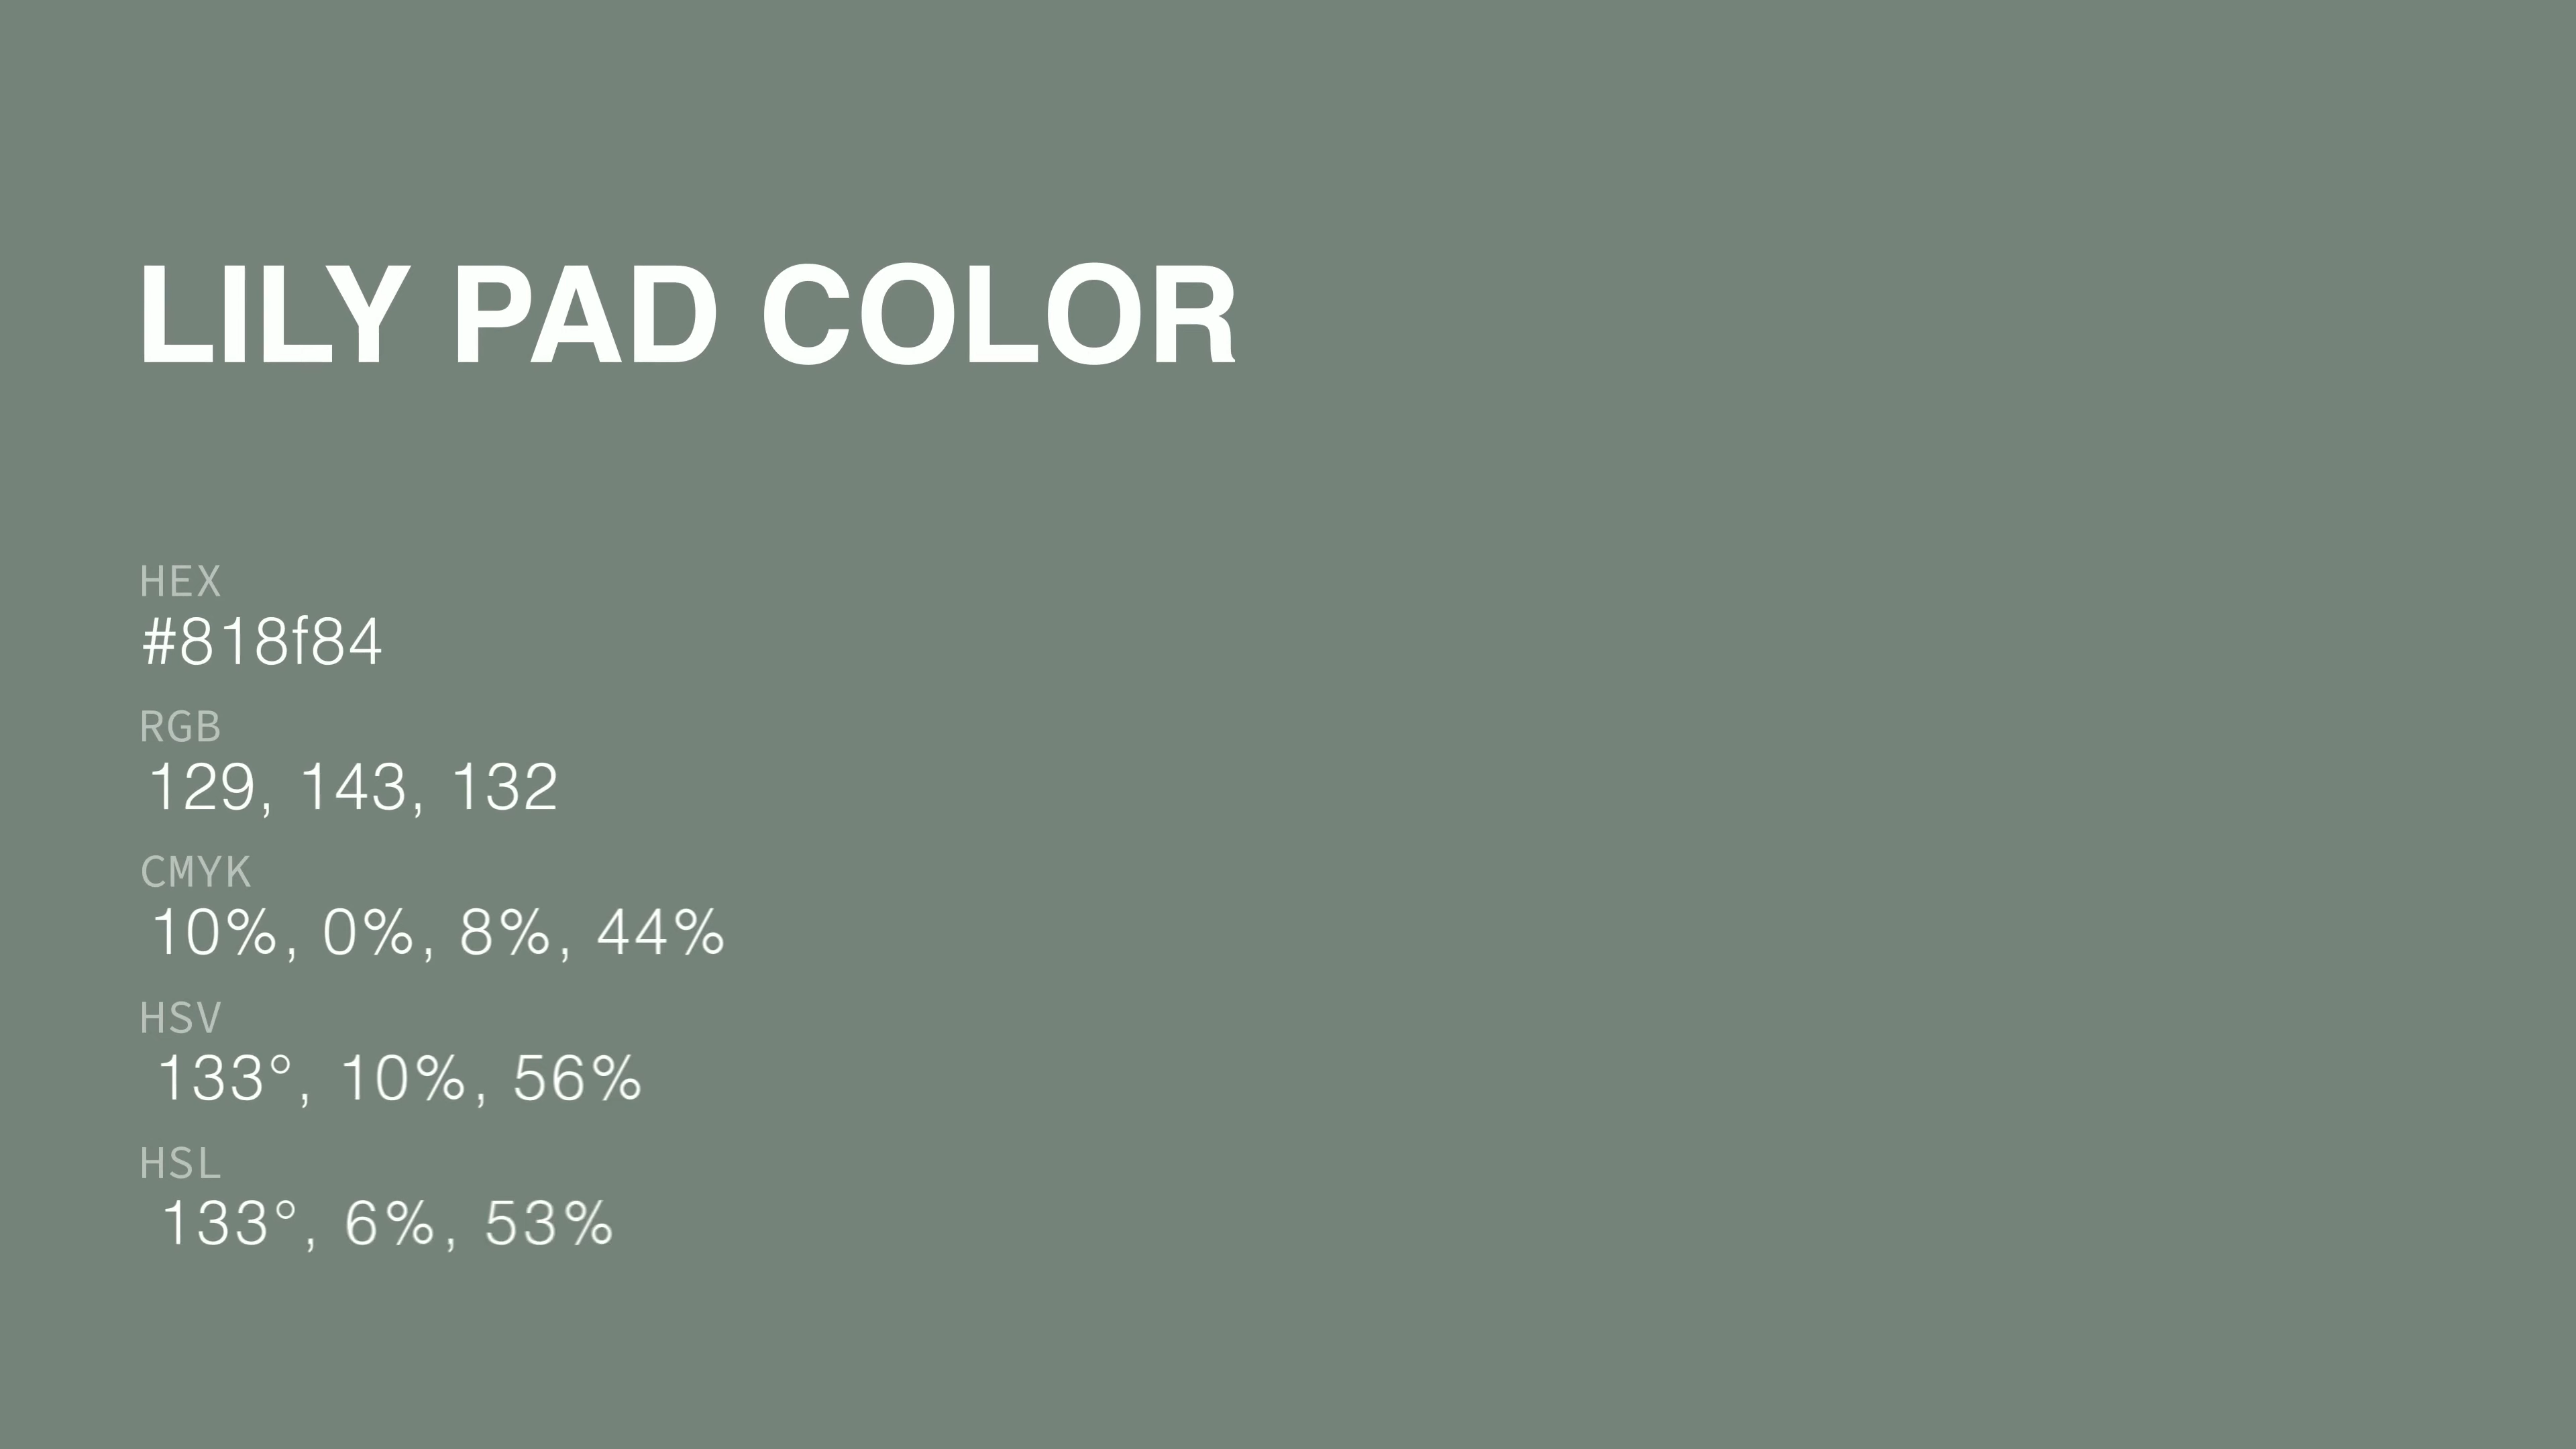 LILY PAD COLOR
HEX
#818f84
RGB
129, 143, 132
CMYK
10%, 0%, 8%, 44%
HSV
133°, 10%, 56%
HSL
133°, 6%, 53%